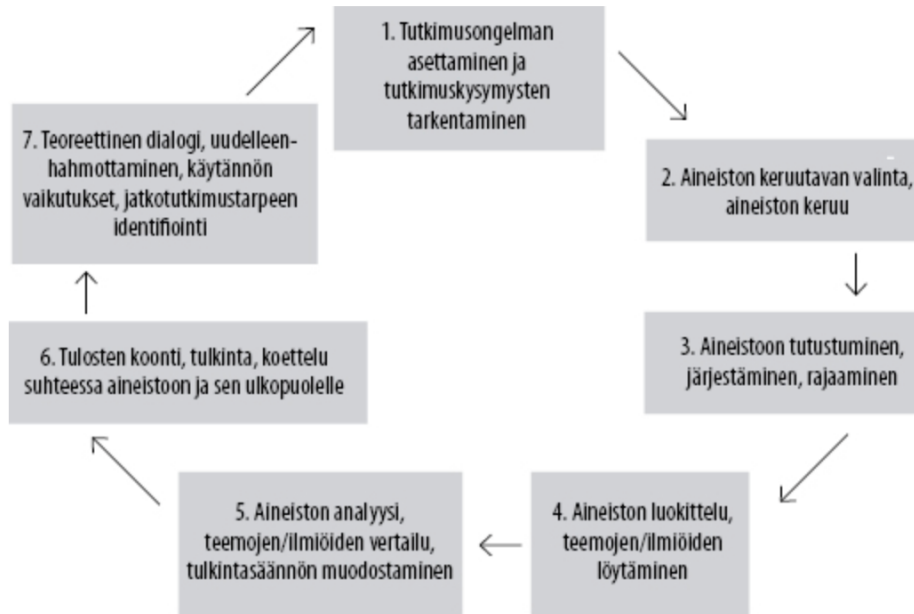 1. Tutkimusongelman
asettaminen ja
tutkimuskysymysten
tarkentaminen
2. Aineiston keruutavan valinta,
aineiston keruu
3. Aineistoon tutustuminen,
järjestäminen, rajaaminen
4. Aineiston luokittelu,
teemojen/ilmiöiden
löytäminen
5. Aineiston analyysi,
teemojen/ilmiöiden vertailu,
tulkintasäännön muodostaminen
6. Tulosten koonti, tulkinta, koettelu
suhteessa aineistoon ja sen ulkopuolelle
7. Teoreettinen dialogi, uudelleen-
hahmottaminen, käytännön
vaikutukset, jatkotutkimustarpeen
identifiointi